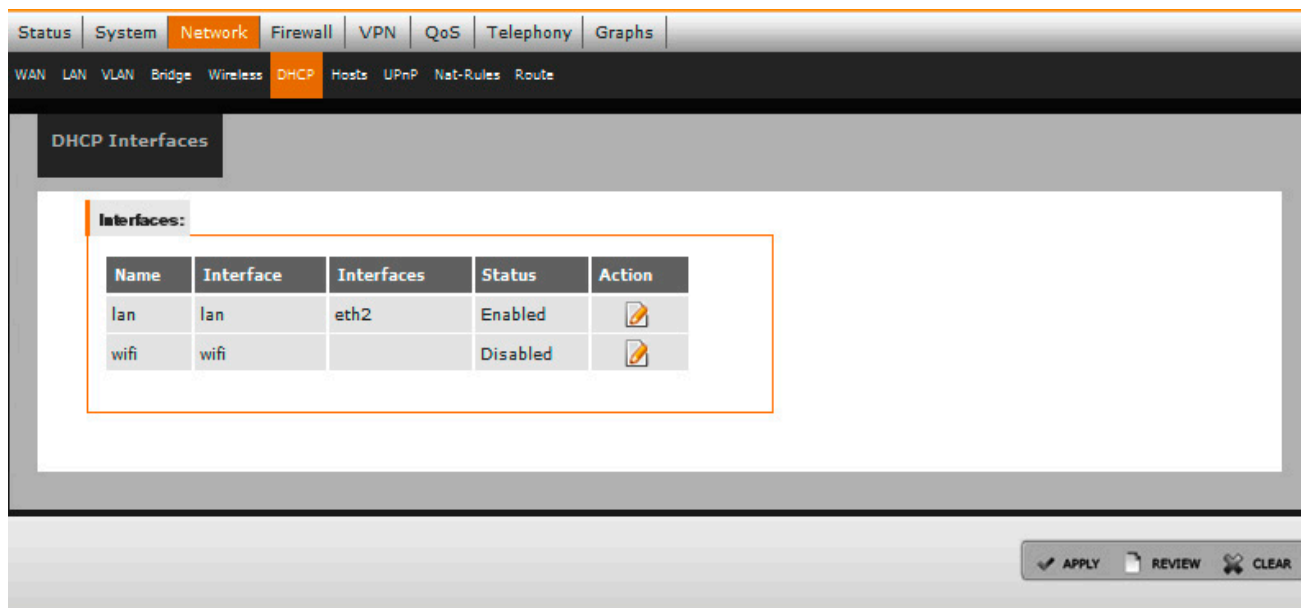 Status System Network Firewall VPN QoS Telephony Graphs
WAN LAN VLAN Bridge Wireless DHCP Hosts UPnP Nat-Rules Route
DHCP Interfaces
Interfaces:
Name Interface Interfaces Status Action
lan lan eth2 Enabled
wifi wifi Disabled
APPLY REVIEW CLEAR